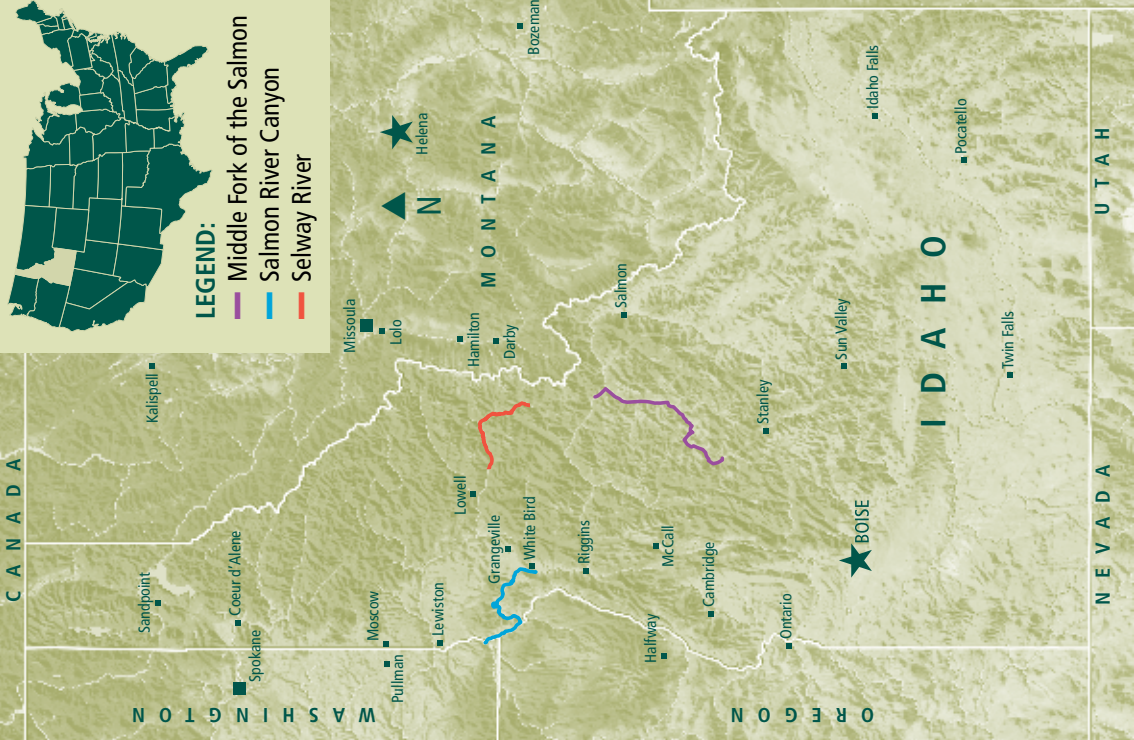 LEGEND:
Middle Fork of the Salmon
Salmon River Canyon
Selway River
CANADA
Kalispell
Sandpoint
Coeur d'Alene
Spokane
WASHINGTON
Moscow
Pullman
Lewiston
Missoula
Lolo
Hamilton
Darby
Helena
N
MONTANA
Bozeman
Lowell
Grangeville
White Bird
Riggins
McCall
Cambridge
Halfway
Ontario
OREGON
Salmon
Stanley
Sun Valley
BOISE
IDAHO
Idaho Falls
Pocatello
Twin Falls
NEVADA
UTAH